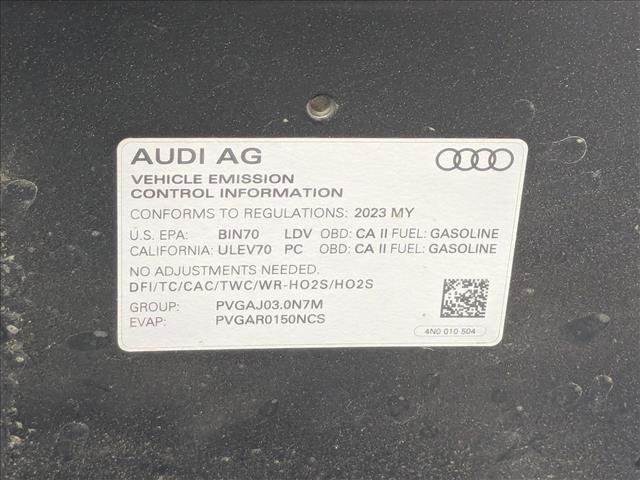 AUDI AG
VEHICLE EMISSION
CONTROL INFORMATION
CONFORMS TO REGULATIONS: 2023 MY
U.S. EPA: BIN70 LDV OBD: CA II FUEL: GASOLINE
CALIFORNIA: ULEV70 PC OBD: CA II FUEL: GASOLINE
NO ADJUSTMENTS NEEDED.
DFI/TC/CAC/TWC/WR-HO2S/HO2S
GROUP: PVGAJ03.0N7M
EVAP: PVGAR0150NCS
4N0 010 504